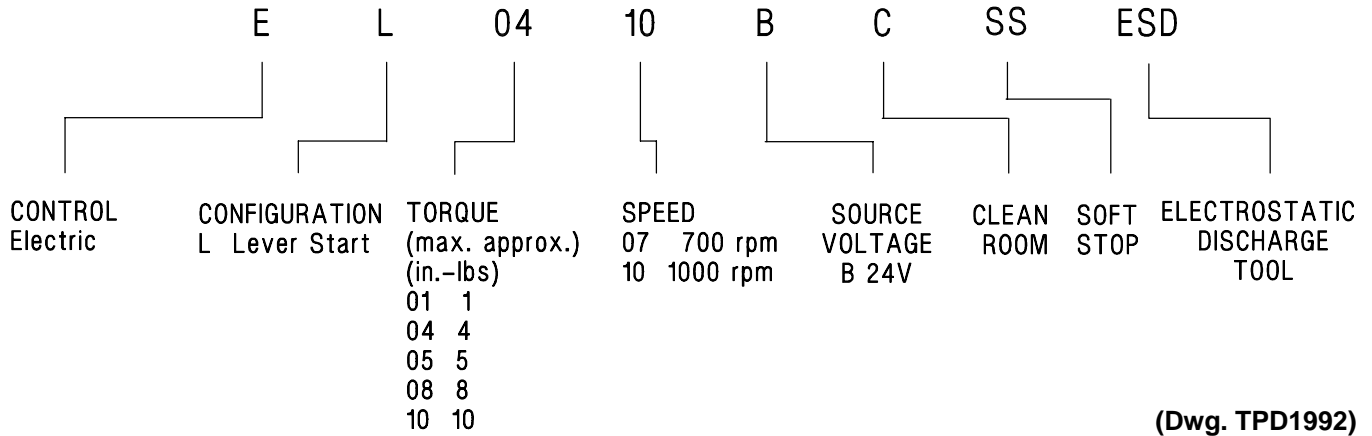 E L 04 10 B C SS ESD
CONTROL
Electric
CONFIGURATION
L Lever Start
TORQUE
(max. approx.)
(in.–lbs)
01 1
04 4
05 5
08 8
10 10
SPEED
07 700 rpm
10 1000 rpm
SOURCE
VOLTAGE
B 24V
CLEAN
ROOM
SOFT
STOP
ELECTROSTATIC
DISCHARGE
TOOL
(Dwg. TPD1992)